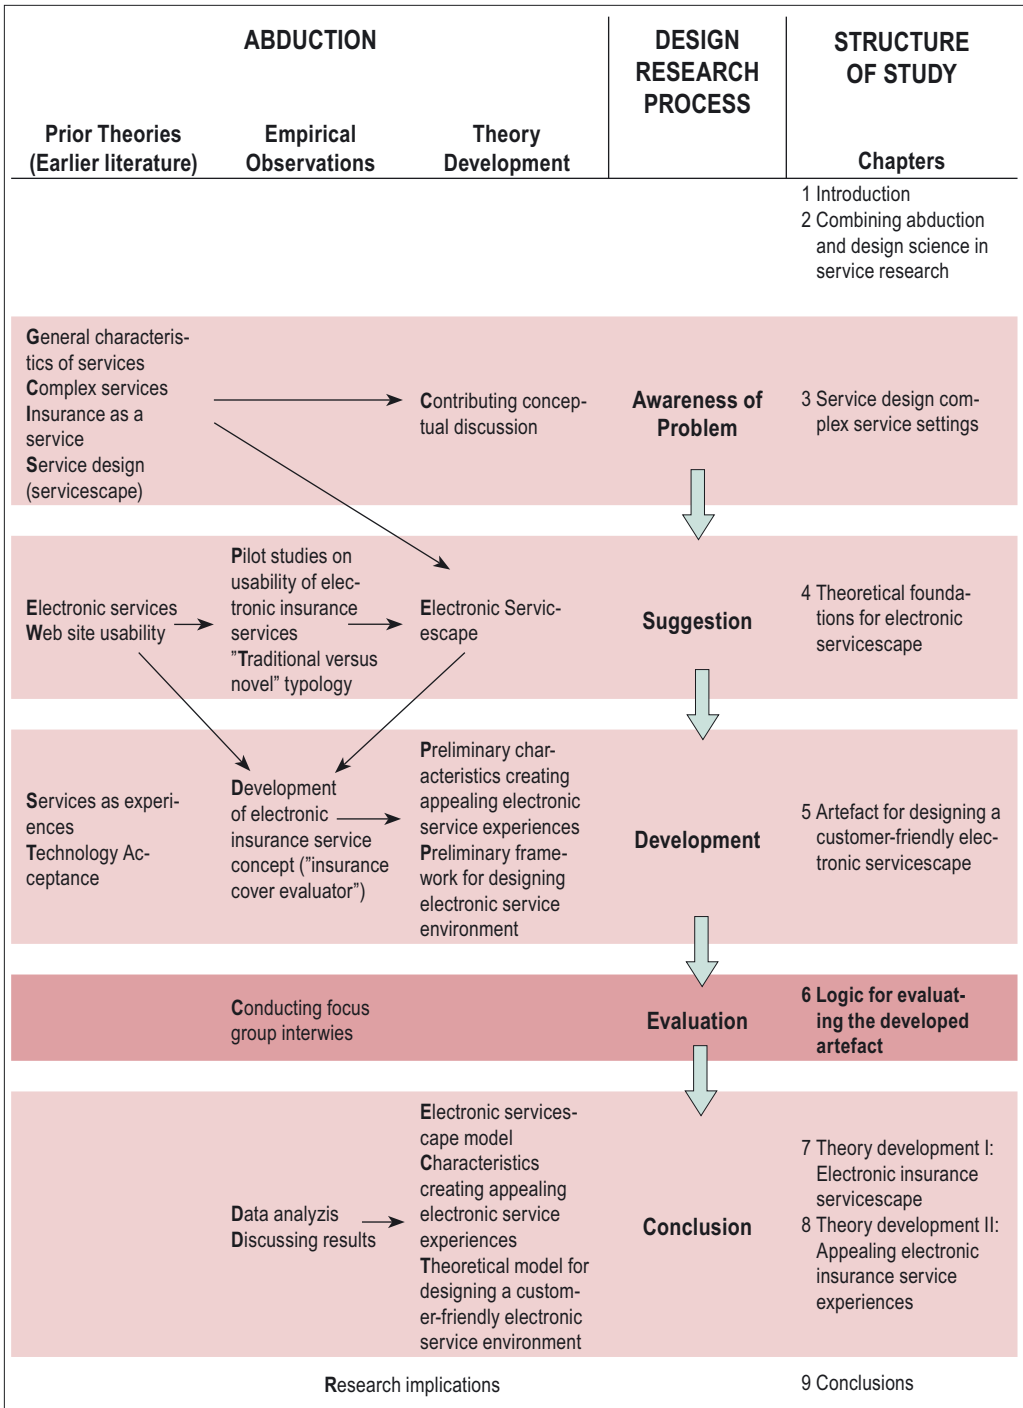 ABDUCTION
DESIGN
RESEARCH
PROCESS
STRUCTURE
OF STUDY
Prior Theories
(Earlier literature)
Empirical
Observations
Theory
Development
Chapters
1 Introduction
2 Combining abduction
and design science in
service research
General characteris-
tics of services
Complex services
Insurance as a
service
Service design
(servicescape)
Contributing concep-
tual discussion
Awareness of
Problem
3 Service design com-
plex service settings
Electronic services
Web site usability
Pilot studies on
usability of elec-
tronic insurance
services
"Traditional versus
novel" typology
Electronic Servic-
escape
Suggestion
4 Theoretical founda-
tions for electronic
servicescape
Services as experi-
ences
Technology Ac-
ceptance
Development
of electronic
insurance service
concept ("insurance
cover evaluator")
Preliminary char-
acteristics creating
appealing electronic
service experiences
Preliminary frame-
work for designing
electronic service
environment
Development
5 Artefact for designing a
customer-friendly elec-
tronic servicescape
Conducting focus
group interwies
Evaluation
6 Logic for evaluat-
ing the developed
artefact
Data analyzis
Discussing results
Electronic services-
cape model
Characteristics
creating appealing
electronic service
experiences
Theoretical model for
designing a custom-
er-friendly electronic
service environment
Conclusion
7 Theory development I:
Electronic insurance
servicescape
8 Theory development II:
Appealing electronic
insurance service
experiences
Research implications
9 Conclusions